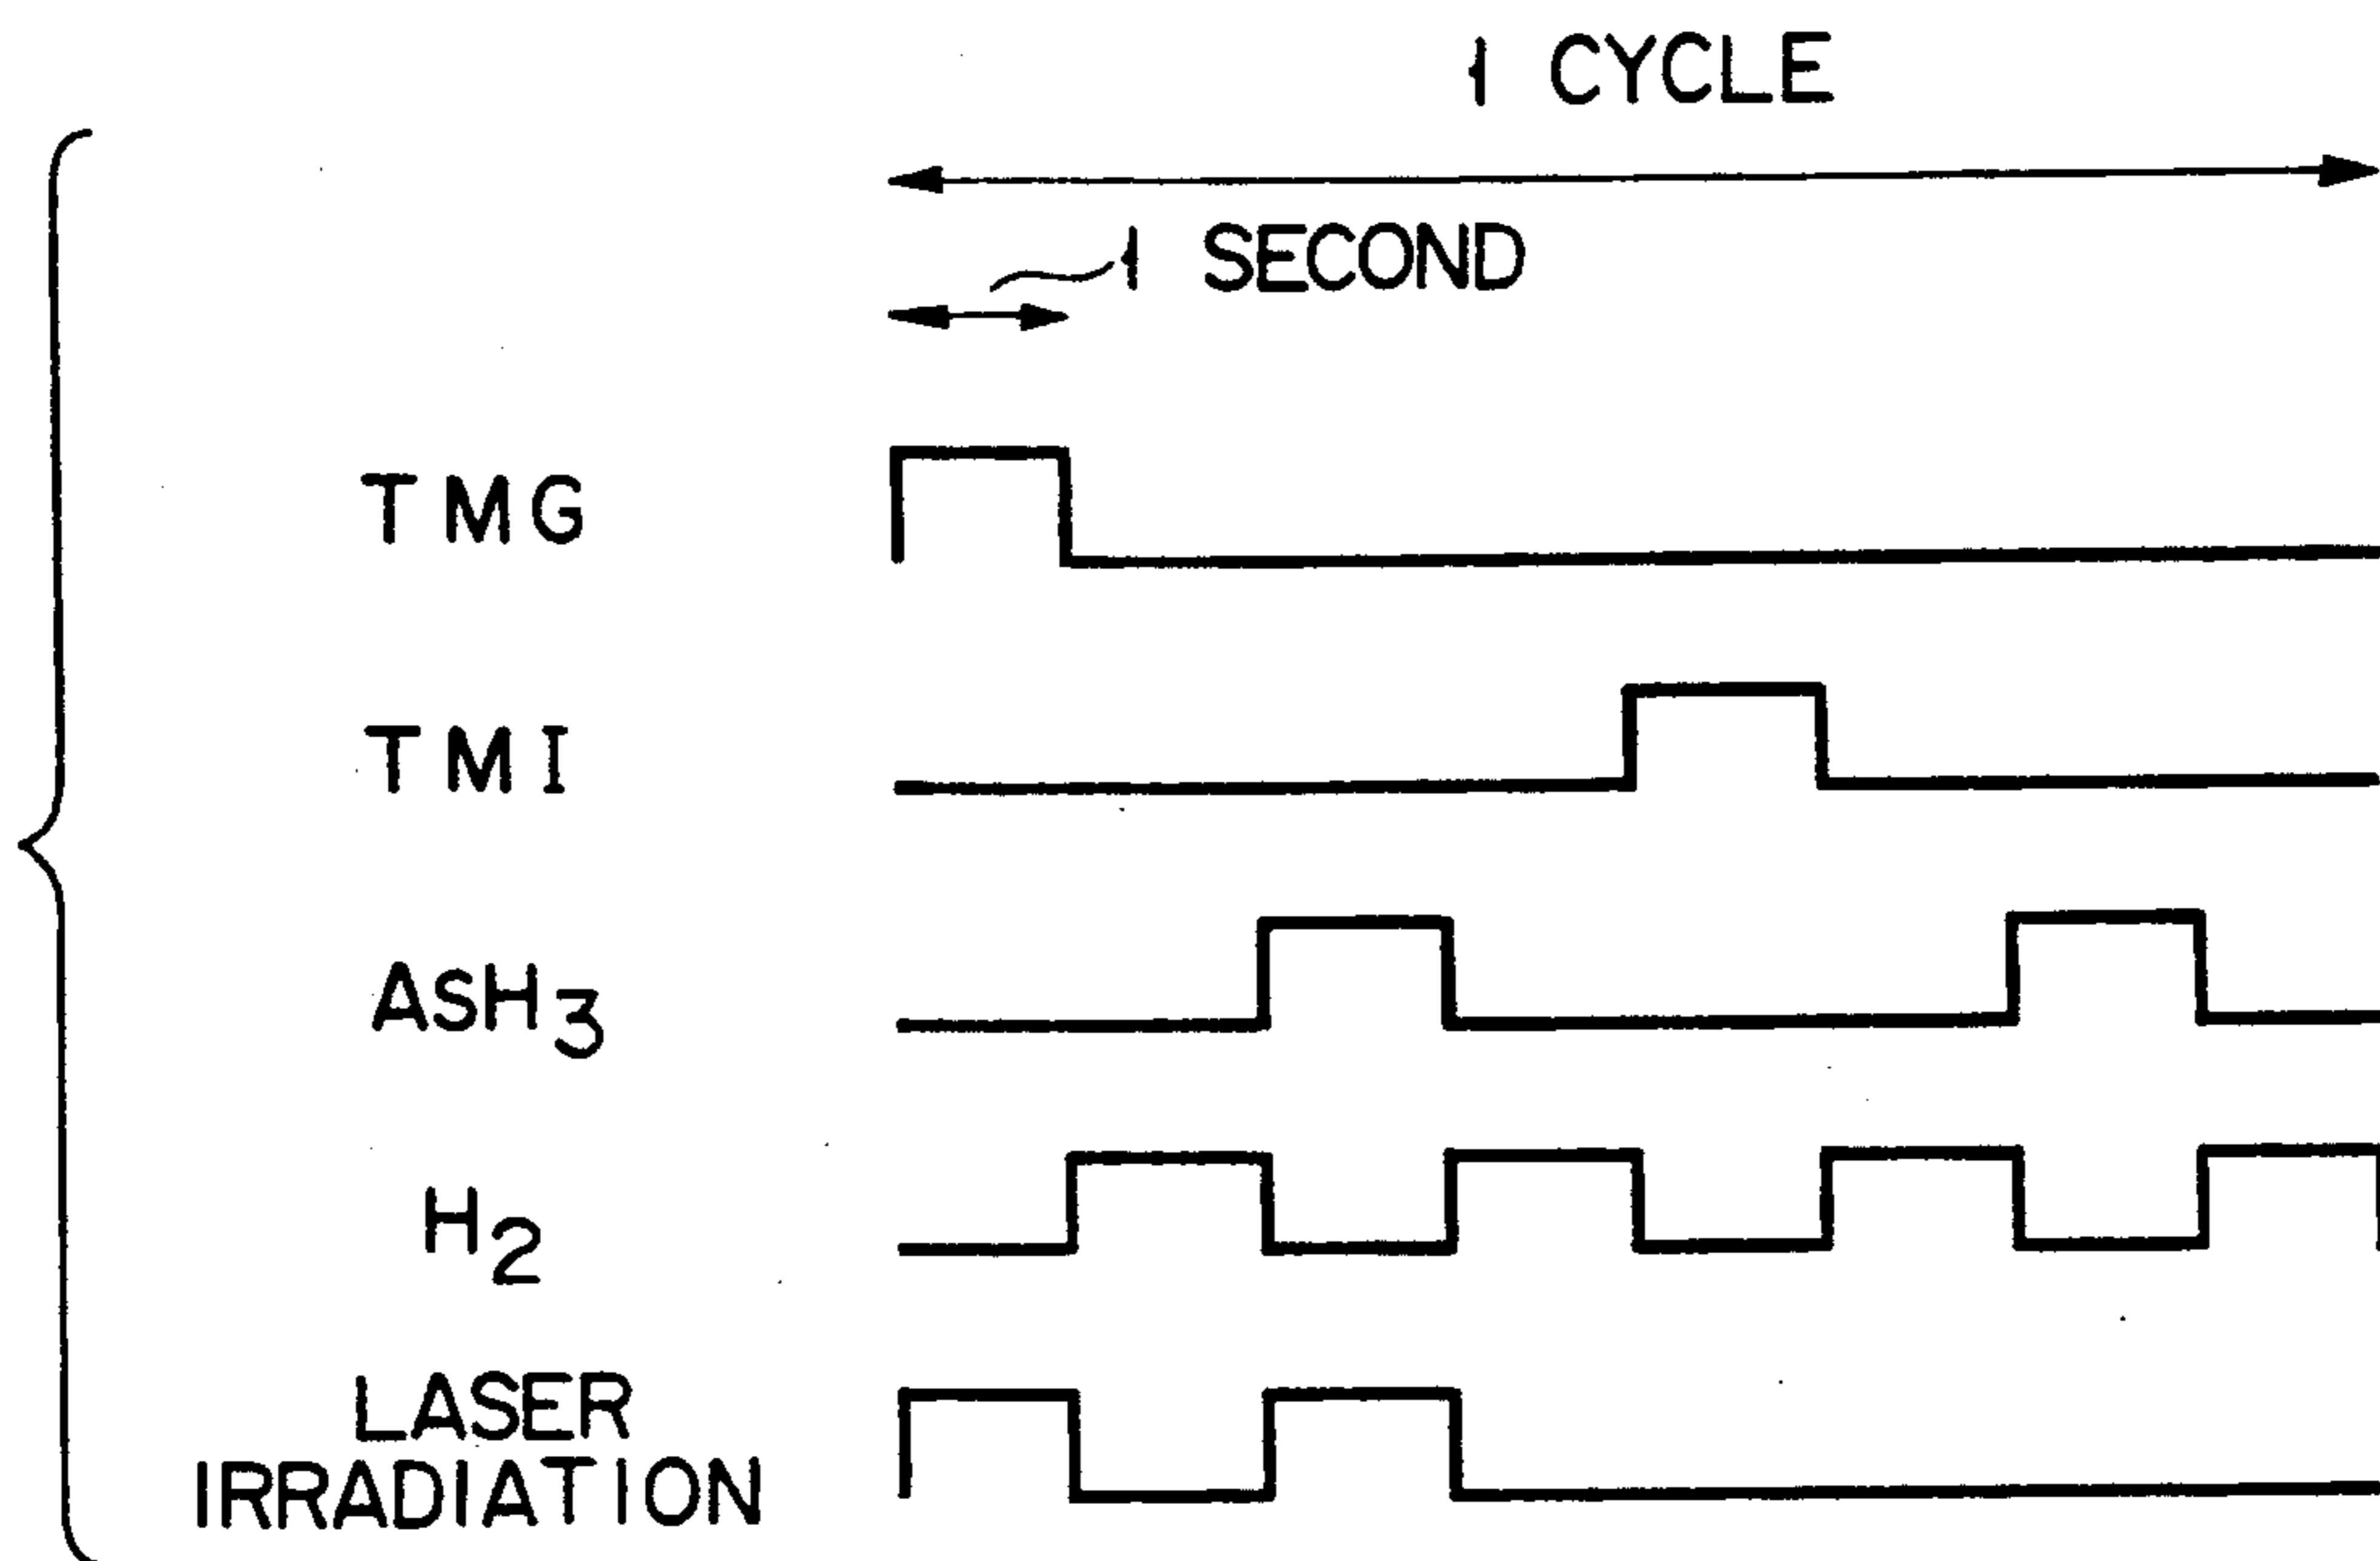 1 CYCLE
1 SECOND
TMG
TMI
ASH3
H2
LASER
IRRADIATION